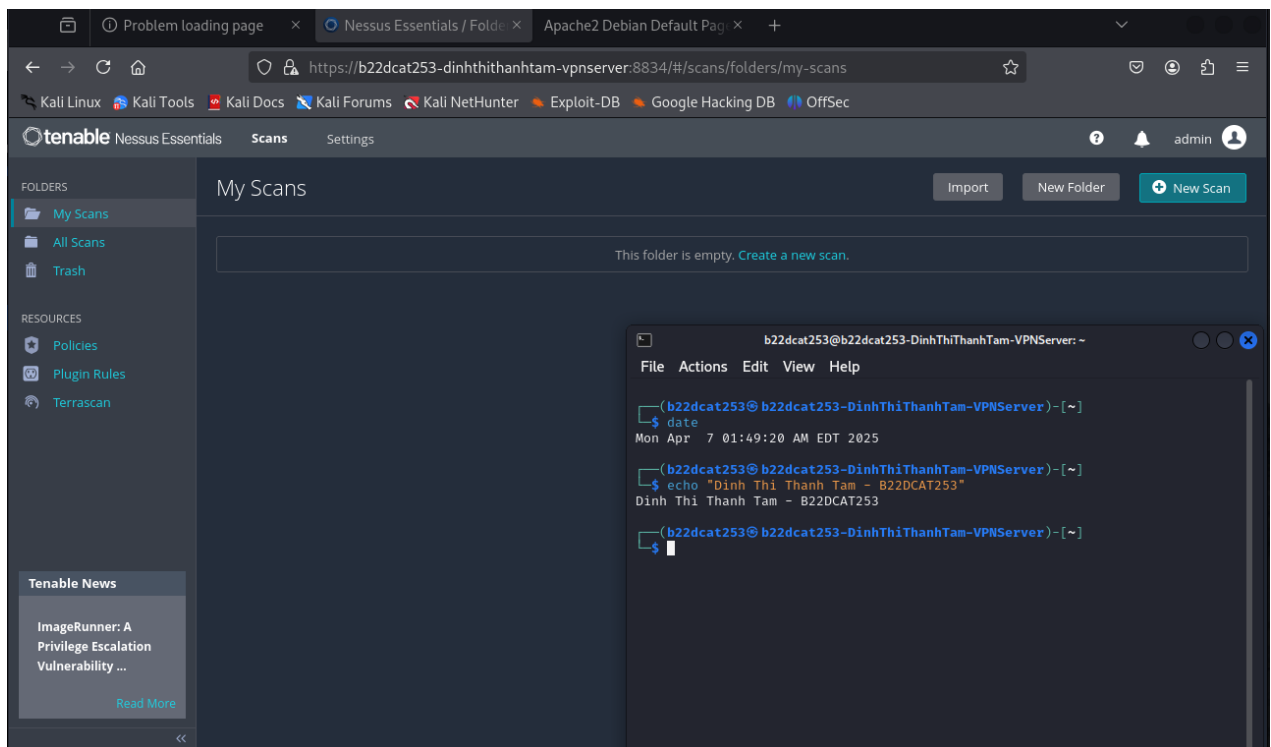 Problem loading page
Nessus Essentials / Folde
Apache2 Debian Default Pag
https://b22dcat253-dinhthithanhtam-vpnserver:8834/#/scans/folders/my-scans
Kali Linux Kali Tools Kali Docs Kali Forums Kali NetHunter Exploit-DB Google Hacking DB OffSec
tenable Nessus Essentials Scans Settings admin
FOLDERS
My Scans
All Scans
Trash
RESOURCES
Policies
Plugin Rules
Terrascan
Tenable News
ImageRunner: A
Privilege Escalation
Vulnerability ...
Read More
My Scans
Import New Folder New Scan
This folder is empty. Create a new scan.
b22dcat253@b22dcat253-DinhThiThanhTam-VPNServer: ~
File Actions Edit View Help
┌──(b22dcat253㉿b22dcat253-DinhThiThanhTam-VPNServer)-[~]
└─$ date
Mon Apr  7 01:49:20 AM EDT 2025
┌──(b22dcat253㉿b22dcat253-DinhThiThanhTam-VPNServer)-[~]
└─$ echo "Dinh Thi Thanh Tam - B22DCAT253"
Dinh Thi Thanh Tam - B22DCAT253
┌──(b22dcat253㉿b22dcat253-DinhThiThanhTam-VPNServer)-[~]
└─$